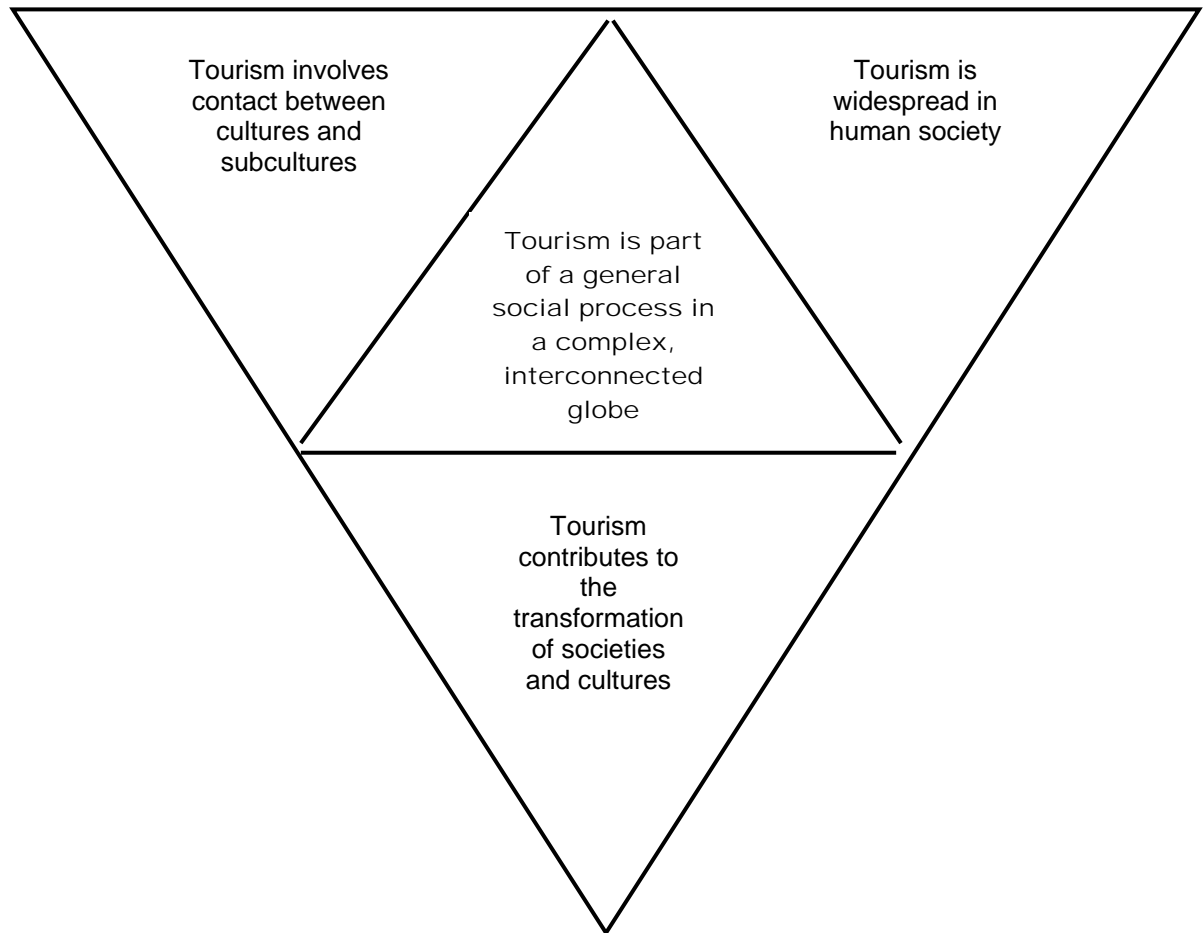 Tourism involves
contact between
cultures and
subcultures
Tourism is
widespread in
human society
Tourism is part
of a general
social process in
a complex,
interconnected
globe
Tourism
contributes to
the
transformation
of societies
and cultures